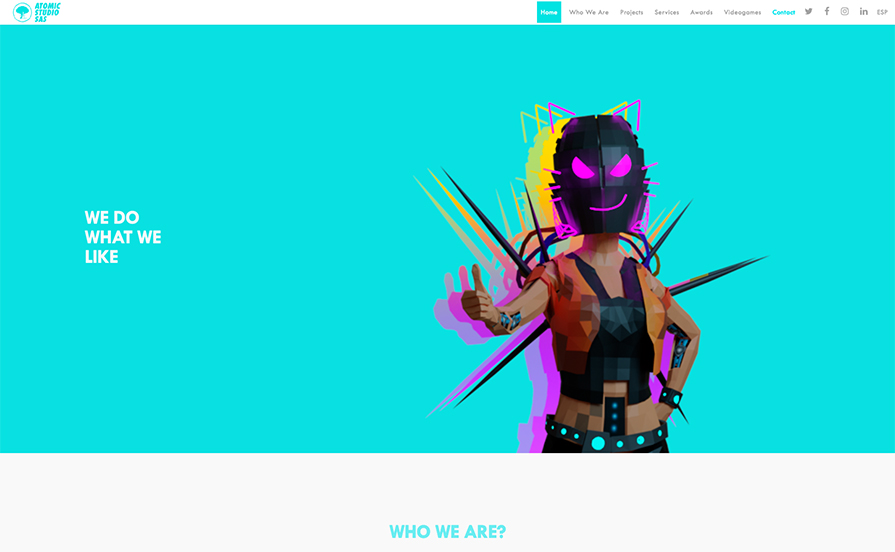 ATOMIC
STUDIO
SAS
Home Who We Are Projects Services Awards Videogames Contact ESP
WE DO
WHAT WE
LIKE
WHO WE ARE?